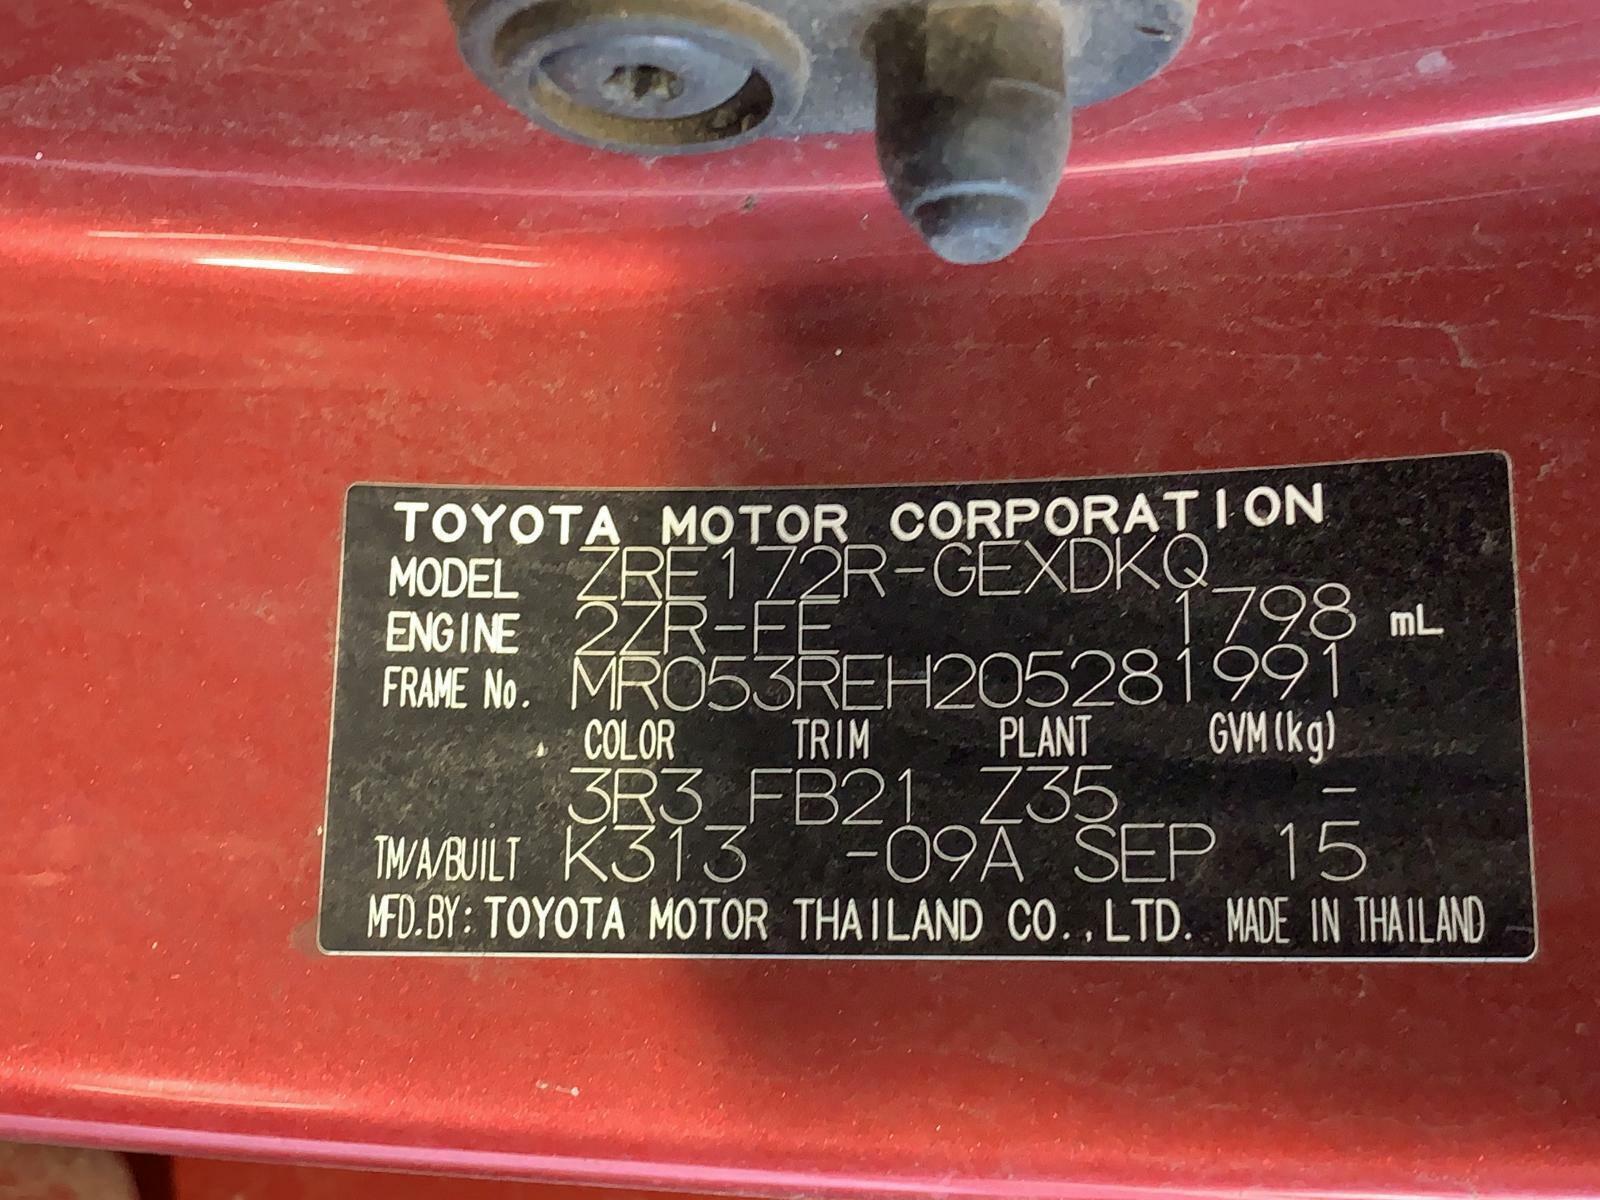 TOYOTA MOTOR CORPORATION
MODEL ZRE172R-GEXDKQ
ENGINE 2ZR-FE 1798 mL
FRAME No. MR053REH205281991
COLOR TRIM PLANT GVM(kg)
3R3 FB21 Z35 -
TM/A/BUILT K313 -09A SEP 15
MFD.BY: TOYOTA MOTOR THAILAND CO.,LTD. MADE IN THAILAND